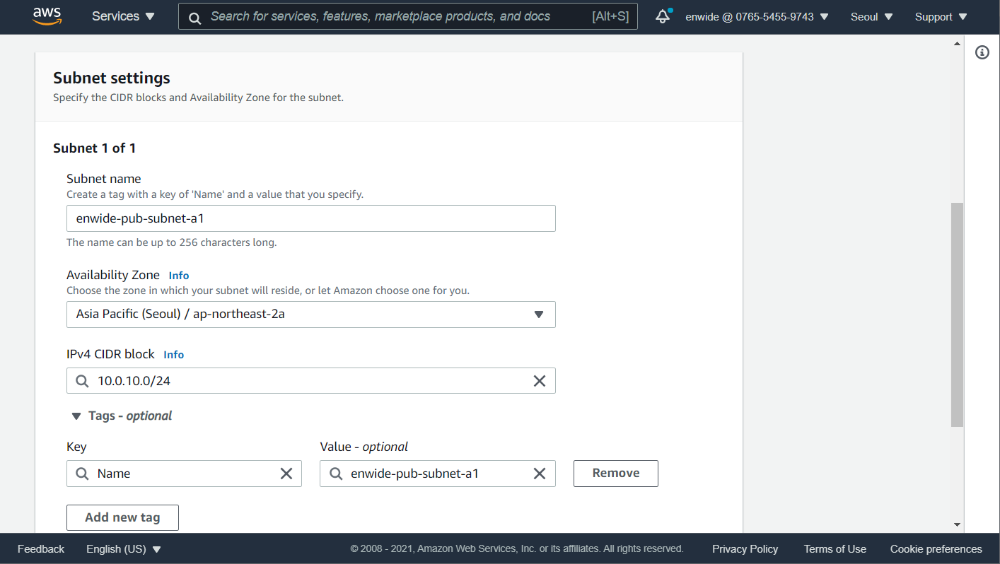 aws Services Search for services, features, marketplace products, and docs [Alt+S] enwide @ 0765-5455-9743 Seoul Support
Subnet settings
Specify the CIDR blocks and Availability Zone for the subnet.
Subnet 1 of 1
Subnet name
Create a tag with a key of 'Name' and a value that you specify.
enwide-pub-subnet-a1
The name can be up to 256 characters long.
Availability Zone Info
Choose the zone in which your subnet will reside, or let Amazon choose one for you.
Asia Pacific (Seoul) / ap-northeast-2a
IPv4 CIDR block Info
10.0.10.0/24
Tags - optional
Key Value - optional
Name enwide-pub-subnet-a1 Remove
Add new tag
Feedback English (US) © 2008 - 2021, Amazon Web Services, Inc. or its affiliates. All rights reserved. Privacy Policy Terms of Use Cookie preferences